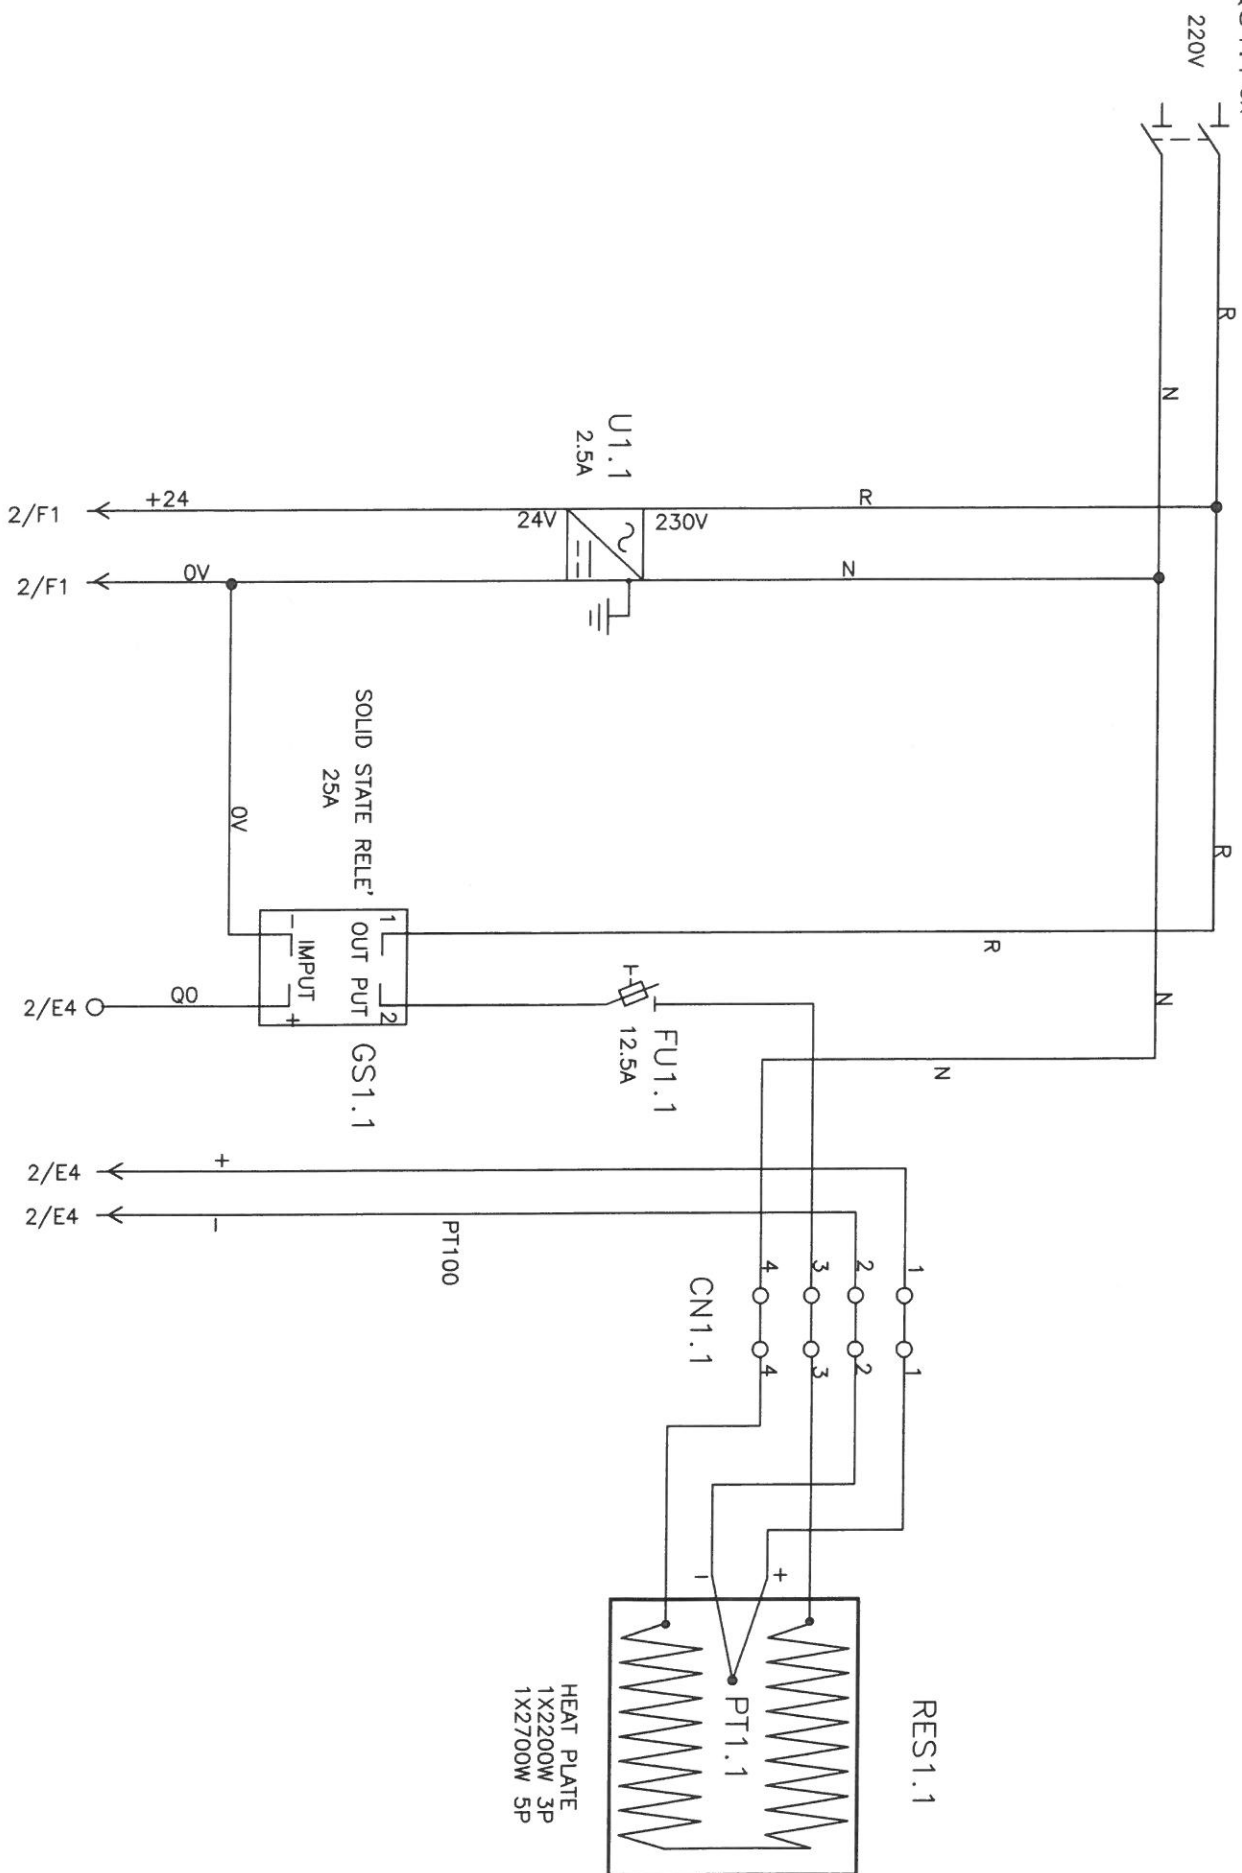 220V
R
N
U1.1
2.5A
R
+24
24V
230V
2/F1
N
0V
2/F1
SOLID STATE RELE'
25A
0V
R
R
1
OUT PUT
2
-
IMPUT
+
GS1.1
Q0
2/E4
FU1.1
12.5A
N
N
+
2/E4
-
2/E4
PT100
1
2
3
4
CN1.1
1
2
3
4
+
-
RES1.1
PT1.1
HEAT PLATE
1X2200W 3P
1X2700W 5P